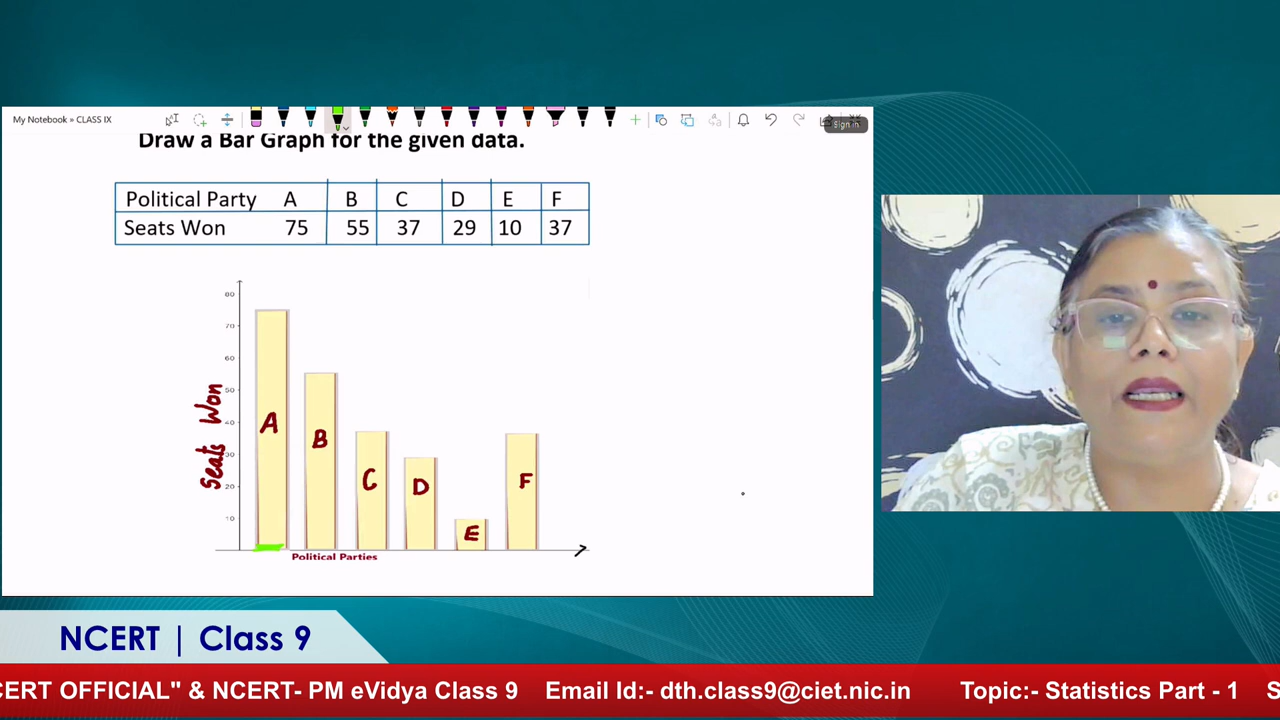 My Notebook » CLASS IX
Sign in
Draw a Bar Graph for the given data.
Political Party A B C D E F
Seats Won 75 55 37 29 10 37
80
70
60
50
40
30
20
10
Seats Won
A
B
C
D
E
F
Political Parties
NCERT | Class 9
CERT OFFICIAL" & NCERT- PM eVidya Class 9 Email Id:- dth.class9@ciet.nic.in Topic:- Statistics Part - 1 S